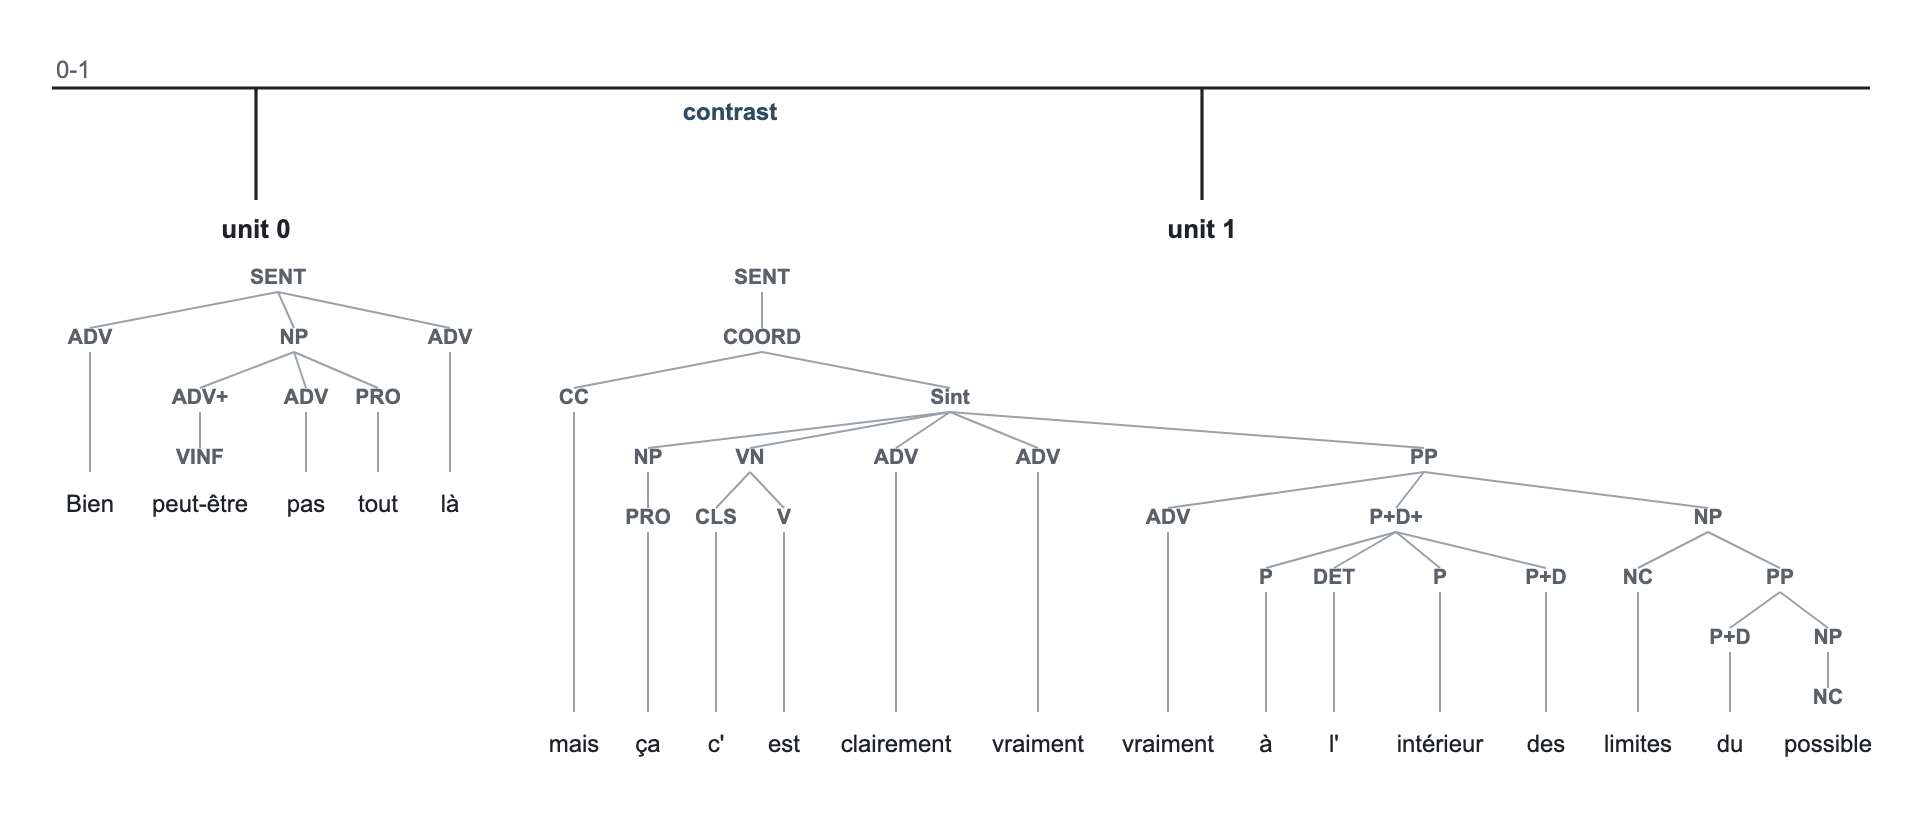 0-1
contrast
unit 0 unit 1
SENT SENT
ADV NP ADV COORD
ADV+ ADV PRO CC Sint
VINF NP VN ADV ADV PP
Bien peut-être pas tout là
PRO CLS V ADV P+D+ NP
P DET P P+D NC PP
P+D NP
NC
mais ça c' est clairement vraiment vraiment à l' intérieur des limites du possible